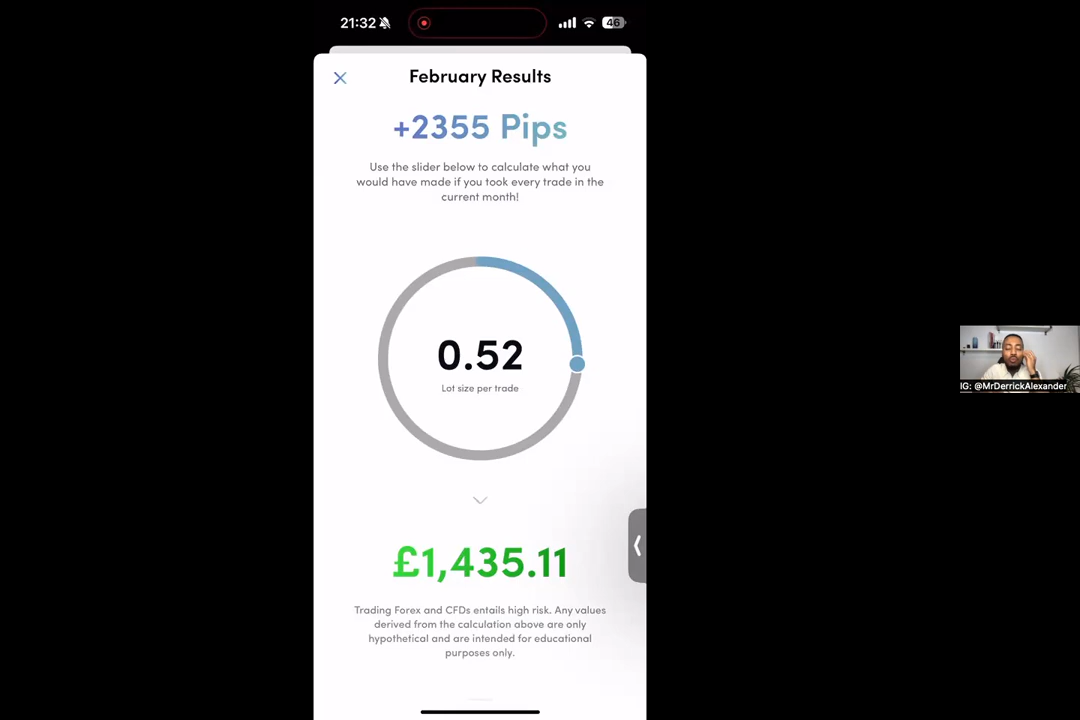 21:32
46
February Results
+2355 Pips
Use the slider below to calculate what you
would have made if you took every trade in the
current month!
0.52
Lot size per trade
£1,435.11
Trading Forex and CFDs entails high risk. Any values
derived from the calculation above are only
hypothetical and are intended for educational
purposes only.
IG: @MrDerrickAlexander